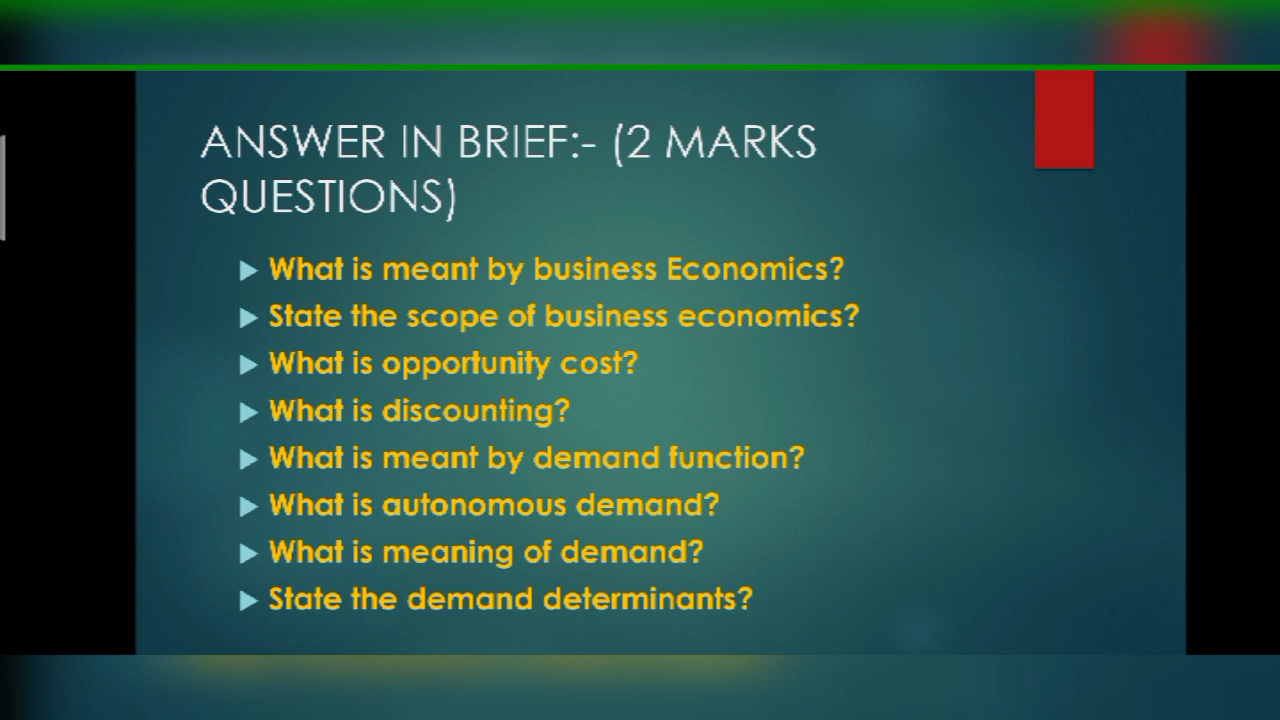 ANSWER IN BRIEF:- (2 MARKS
QUESTIONS)
What is meant by business Economics?
State the scope of business economics?
What is opportunity cost?
What is discounting?
What is meant by demand function?
What is autonomous demand?
What is meaning of demand?
State the demand determinants?